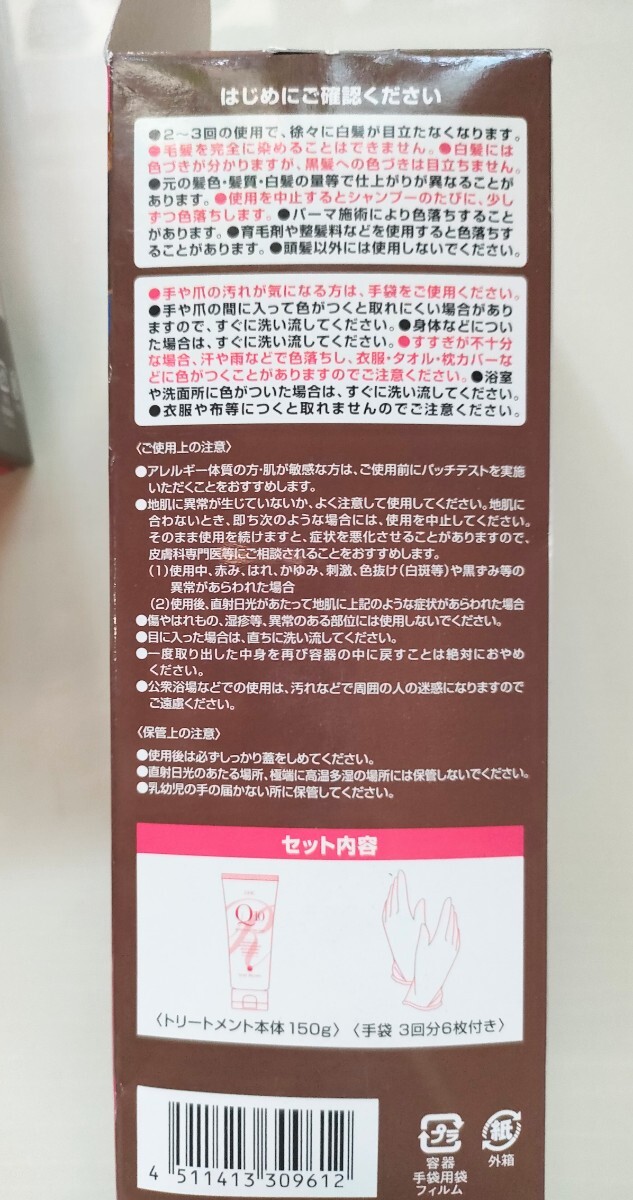 はじめにご確認ください
●2～3回の使用で、徐々に白髪が目立たなくなります。
●毛髪を完全に染めることはできません。●白髪には
色づきが分かりますが、黒髪への色づきは目立ちません。
●元の髪色・髪質・白髪の量等で仕上がりが異なることが
あります。●使用を中止するとシャンプーのたびに、少し
ずつ色落ちします。●パーマ施術により色落ちすること
があります。●育毛剤や整髪料などを使用すると色落ちす
ることがあります。●頭髪以外には使用しないでください。
●手や爪の汚れが気になる方は、手袋をご使用ください。
●手や爪の間に入って色がつくと取れにくい場合があり
ますので、すぐに洗い流してください。●身体などについ
た場合は、すぐに洗い流してください。●すすぎが不十分
な場合、汗や雨などで色落ちし、衣服・タオル・枕カバーな
どに色がつくことがありますのでご注意ください。●浴室
や洗面所に色がついた場合は、すぐに洗い流してください。
●衣服や布等につくと取れませんのでご注意ください。
〈ご使用上の注意〉
●アレルギー体質の方・肌が敏感な方は、ご使用前にパッチテストを実施
いただくことをおすすめします。
●地肌に異常が生じていないか、よく注意して使用してください。地肌に
合わないとき、即ち次のような場合には、使用を中止してください。
そのまま使用を続けますと、症状を悪化させることがありますので、
皮膚科専門医等にご相談されることをおすすめします。
(1)使用中、赤み、はれ、かゆみ、刺激、色抜け(白斑等)や黒ずみ等の
異常があらわれた場合
(2)使用後、直射日光があたって地肌に上記のような症状があらわれた場合
●傷やはれもの、湿疹等、異常のある部位には使用しないでください。
●目に入った場合は、直ちに洗い流してください。
●一度取り出した中身を再び容器の中に戻すことは絶対におやめ
ください。
●公衆浴場などでの使用は、汚れなどで周囲の人の迷惑になりますので
ご遠慮ください。
〈保管上の注意〉
●使用後は必ずしっかり蓋をしめてください。
●直射日光のあたる場所、極端に高温多湿の場所には保管しないでください。
●乳幼児の手の届かない所に保管してください。
セット内容
Q10
〈トリートメント本体150g〉 〈手袋 3回分6枚付き〉
4 511413 309612
プラ
容器
手袋用袋
フィルム
紙
外箱